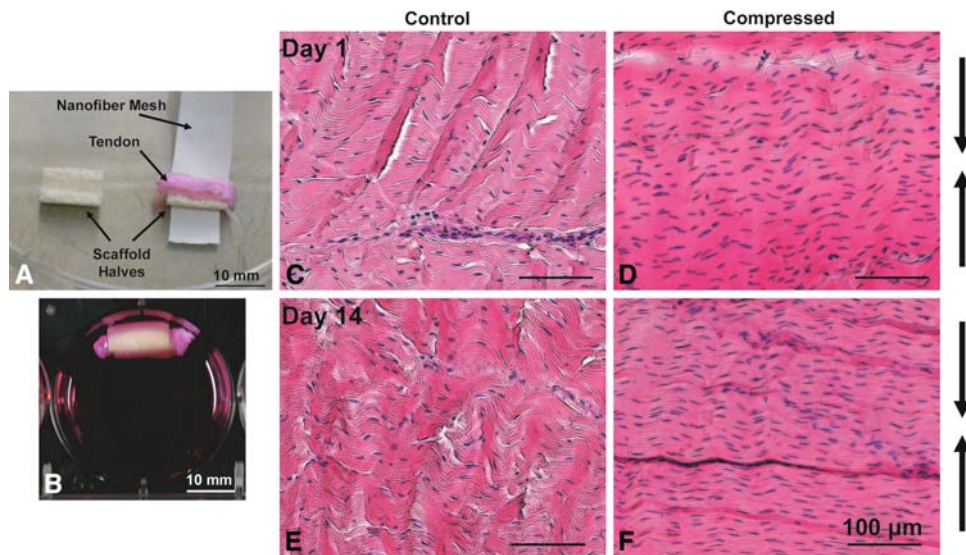 Control
Compressed
Nanofiber Mesh
Tendon
Scaffold
Halves
A
10 mm
B
10 mm
Day 1
C
D
Day 14
E
F
100 µm